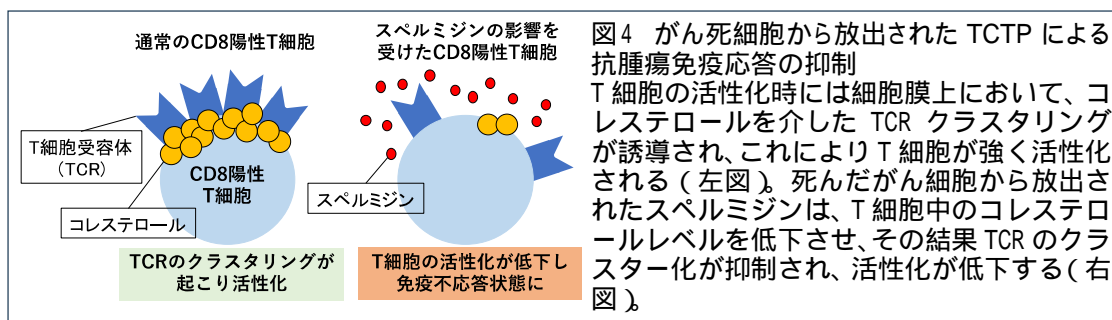 通常のCD8陽性T細胞
スペルミジンの影響を
受けたCD8陽性T細胞
T細胞受容体
(TCR)
CD8陽性
T細胞
コレステロール
スペルミジン
TCRのクラスタリングが
起こり活性化
T細胞の活性化が低下し
免疫不応答状態に
図4 がん死細胞から放出された TCTP による
抗腫瘍免疫応答の抑制
T 細胞の活性化時には細胞膜上において、コ
レステロールを介した TCR クラスタリング
が誘導され、これにより T 細胞が強く活性化
される（左図）。死んだがん細胞から放出さ
れたスペルミジンは、T 細胞中のコレステロ
ールレベルを低下させ、その結果 TCR のクラ
スター化が抑制され、活性化が低下する（右
図）。